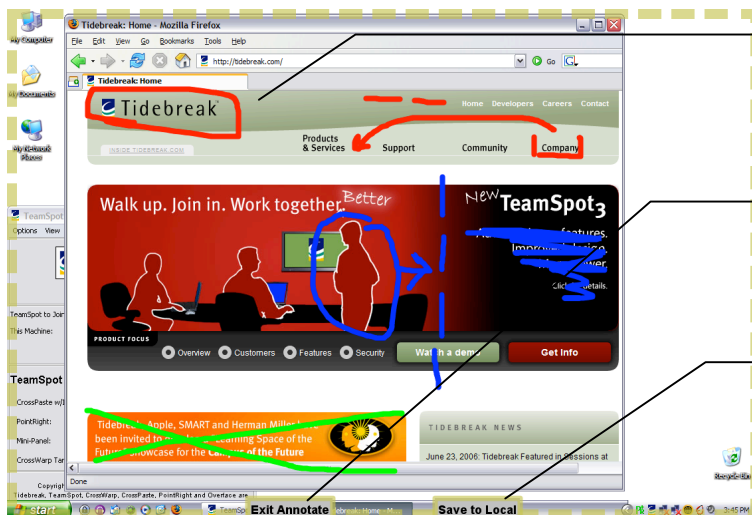 Tidebreak: Home - Mozilla Firefox
File Edit View Go Bookmarks Tools Help
http://tidebreak.com/
Go
G
Tidebreak: Home
My Computer
My Documents
My Network
Places
Tidebreak
Home Developers Careers Contact
INSIDE TIDEBREAK.COM
Products
& Services
Support
Community
Company
Walk up. Join in. Work together.
Better
New
TeamSpot3
features.
details.
PRODUCT FOCUS
Overview
Customers
Features
Security
Watch a demo
Get Info
TeamSpot
Options View
TeamSpot to Join
This Machine:
TeamSpot
CrossPaste w/
PointRight:
Mini-Panel:
CrossWarp Tar
Copyrigh
Tidebreak, TeamSpot, CrossWarp, CrossPaste, PointRight and Overface are
Tidebreak, Apple, SMART and Herman Miller
been invited to
Learning Space of the
Future Showcase for the Campus of the Future
TIDEBREAK NEWS
June 23, 2006: Tidebreak Featured in Sessions at
Done
Recycle Bin
start
TeamSp
Exit Annotate
ebreak: Home - M...
Save to Local
3:45 PM